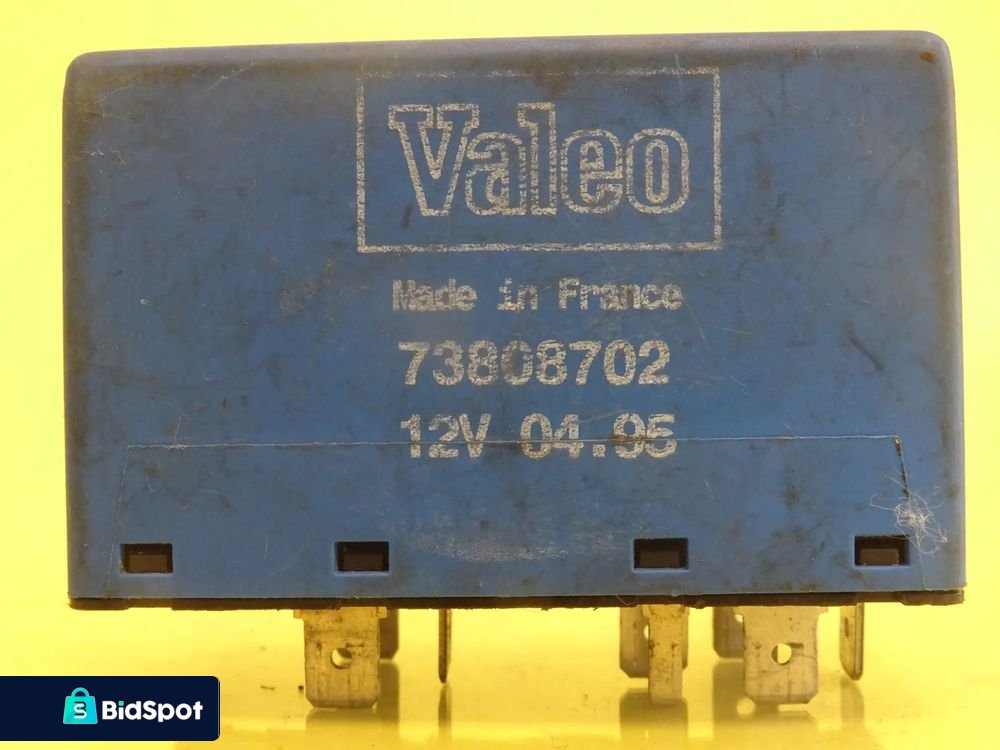 Valeo
Made in France
73808702
12V 04.95
BidSpot